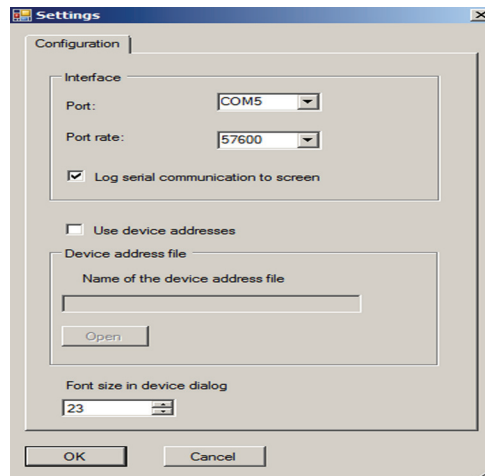 Settings
Configuration
Interface
Port:
COM5
Port rate:
57600
Log serial communication to screen
Use device addresses
Device address file
Name of the device address file
Open
Font size in device dialog
23
OK
Cancel